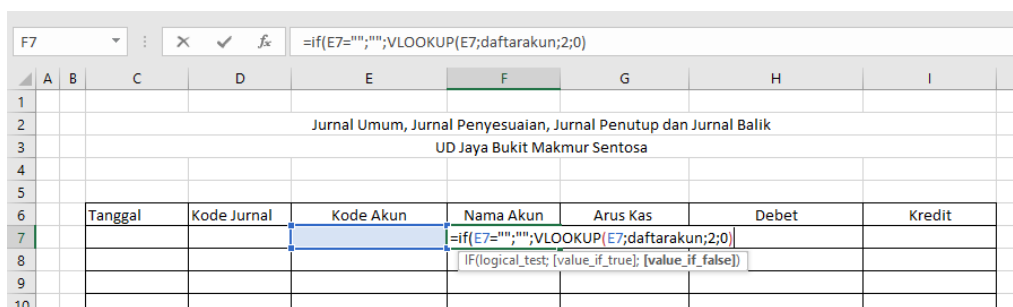 F7 fx =if(E7="";"";VLOOKUP(E7;daftarakun;2;0)
A B C D E F G H I
1
2 Jurnal Umum, Jurnal Penyesuaian, Jurnal Penutup dan Jurnal Balik
3 UD Jaya Bukit Makmur Sentosa
4
5
6 Tanggal Kode Jurnal Kode Akun Nama Akun Arus Kas Debet Kredit
7 =if(E7="";"";VLOOKUP(E7;daftarakun;2;0)
8 IF(logical_test; [value_if_true]; [value_if_false])
9
10